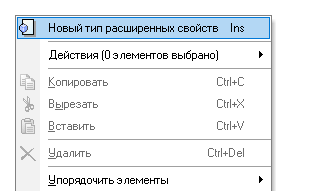 Новый тип расширенных свойств Ins
Действия (0 элементов выбрано)
Копировать Ctrl+C
Вырезать Ctrl+X
Вставить Ctrl+V
Удалить Ctrl+Del
Упорядочить элементы